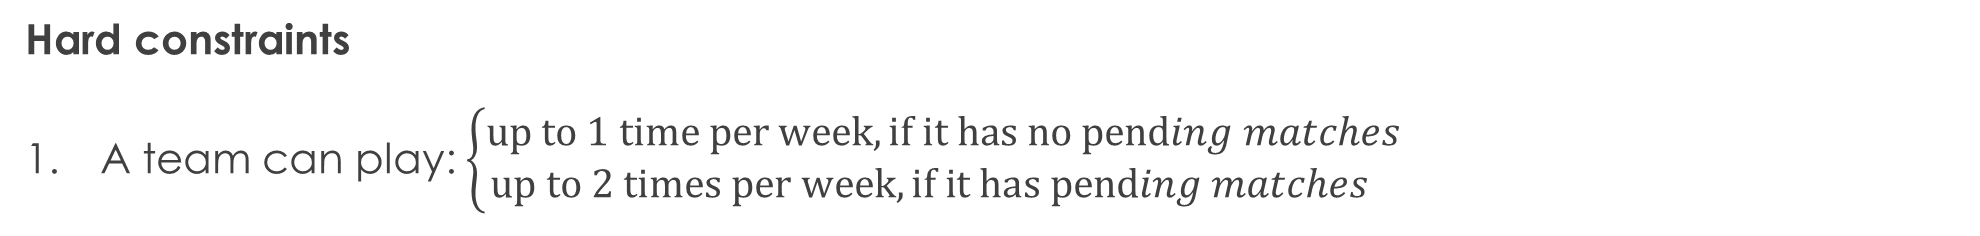 Hard constraints
1. A team can play: { up to 1 time per week, if it has no pending matches
up to 2 times per week, if it has pending matches